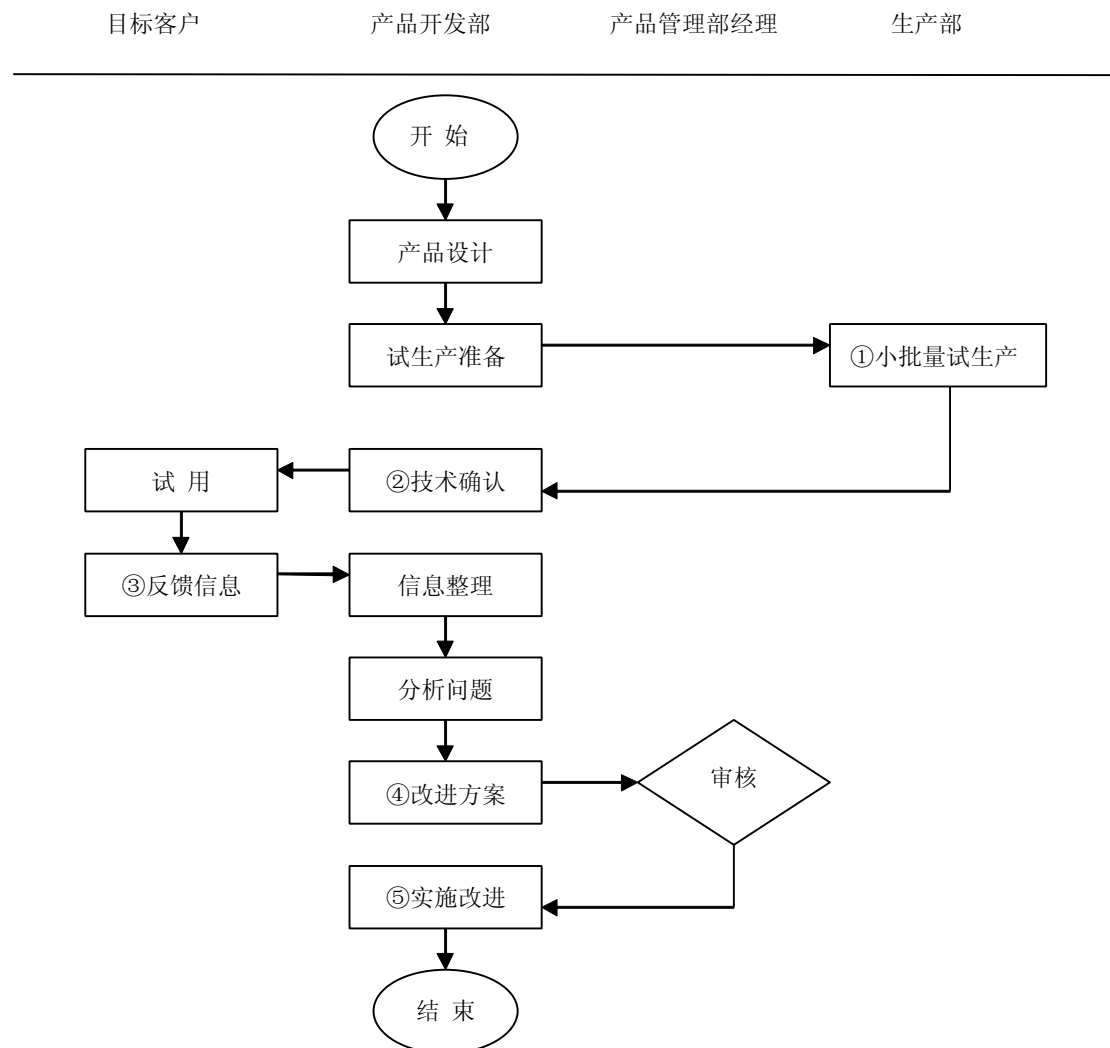 目标客户 产品开发部 产品管理部经理 生产部
开 始
产品设计
试生产准备 ①小批量试生产
试 用 ②技术确认
③反馈信息 信息整理
分析问题
④改进方案 审核
⑤实施改进
结 束